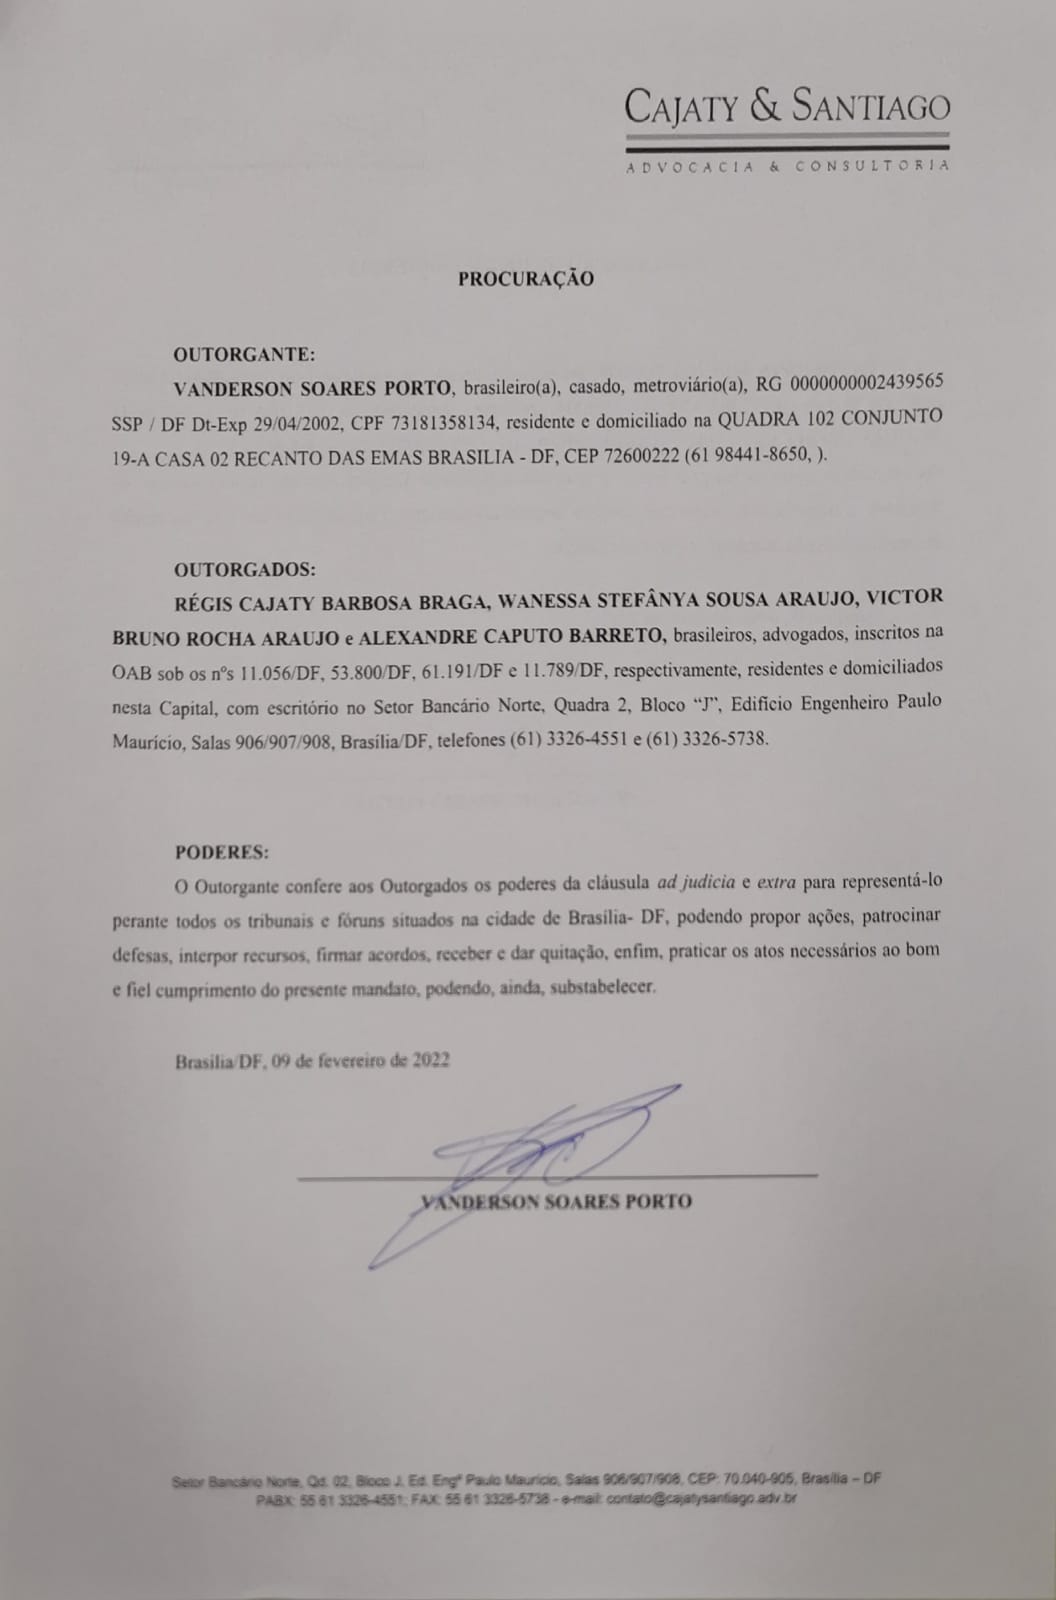 CAJATY & SANTIAGO
ADVOCACIA & CONSULTORIA
PROCURAÇÃO
OUTORGANTE:
VANDERSON SOARES PORTO, brasileiro(a), casado, metroviário(a), RG 0000000002439565
SSP / DF Dt-Exp 29/04/2002, CPF 73181358134, residente e domiciliado na QUADRA 102 CONJUNTO
19-A CASA 02 RECANTO DAS EMAS BRASILIA - DF, CEP 72600222 (61 98441-8650, ).
OUTORGADOS:
RÉGIS CAJATY BARBOSA BRAGA, WANESSA STEFÂNYA SOUSA ARAUJO, VICTOR
BRUNO ROCHA ARAUJO e ALEXANDRE CAPUTO BARRETO, brasileiros, advogados, inscritos na
OAB sob os nºs 11.056/DF, 53.800/DF, 61.191/DF e 11.789/DF, respectivamente, residentes e domiciliados
nesta Capital, com escritório no Setor Bancário Norte, Quadra 2, Bloco “J”, Edifício Engenheiro Paulo
Maurício, Salas 906/907/908, Brasília/DF, telefones (61) 3326-4551 e (61) 3326-5738.
PODERES:
O Outorgante confere aos Outorgados os poderes da cláusula ad judicia e extra para representá-lo
perante todos os tribunais e fóruns situados na cidade de Brasília- DF, podendo propor ações, patrocinar
defesas, interpor recursos, firmar acordos, receber e dar quitação, enfim, praticar os atos necessários ao bom
e fiel cumprimento do presente mandato, podendo, ainda, substabelecer.
Brasília/DF, 09 de fevereiro de 2022
VANDERSON SOARES PORTO
Setor Bancário Norte, Qd. 02, Bloco J, Ed. Engº Paulo Maurício, Salas 906/907/908, CEP: 70.040-905, Brasília – DF
PABX: 55 61 3326-4551; FAX: 55 61 3326-5738 - e-mail: contato@cajatysantiago.adv.br